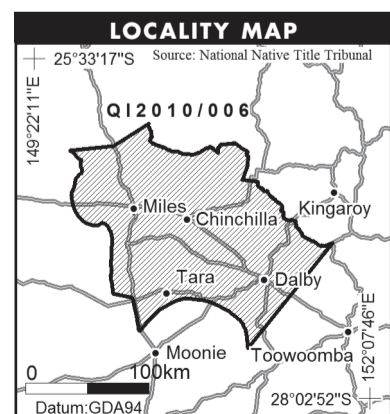 LOCALITY MAP
25°33'17"S
Source: National Native Title Tribunal
149°22'11"E
QI2010/006
Miles
Chinchilla
Kingaroy
Tara
Dalby
Moonie
Toowoomba
152°07'46"E
0 100km
28°02'52"S
Datum:GDA94